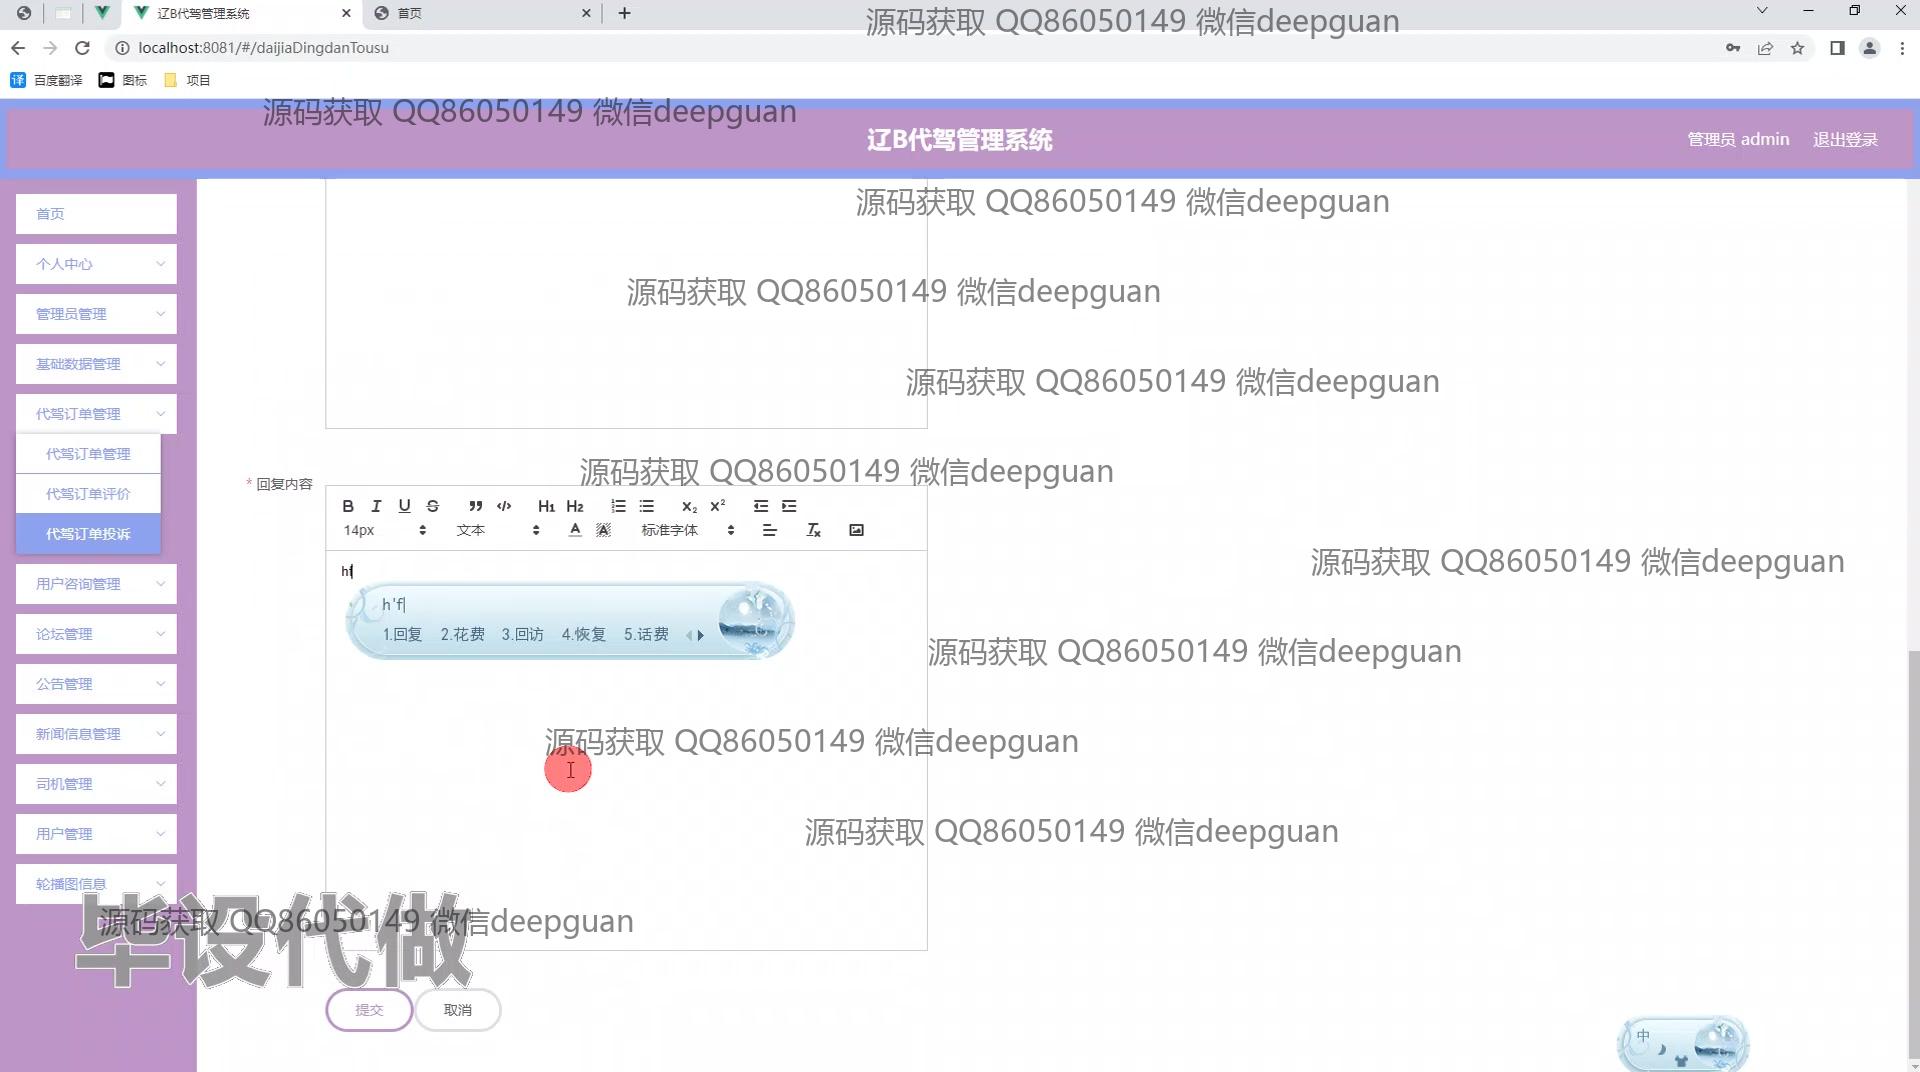 辽B代驾管理系统
首页
源码获取 QQ86050149 微信deepguan
localhost:8081/#/daijiaDingdanTousu
百度翻译
图标
项目
源码获取 QQ86050149 微信deepguan
辽B代驾管理系统
管理员 admin
退出登录
源码获取 QQ86050149 微信deepguan
首页
个人中心
源码获取 QQ86050149 微信deepguan
管理员管理
基础数据管理
源码获取 QQ86050149 微信deepguan
代驾订单管理
代驾订单管理
源码获取 QQ86050149 微信deepguan
* 回复内容
代驾订单评价
B I U S ” </> H1 H2 X2 X2
14px 文本 A A 标准字体 Tx
代驾订单投诉
源码获取 QQ86050149 微信deepguan
hf
用户咨询管理
h'f
1.回复 2.花费 3.回访 4.恢复 5.话费
论坛管理
源码获取 QQ86050149 微信deepguan
公告管理
新闻信息管理
源码获取 QQ86050149 微信deepguan
司机管理
用户管理
源码获取 QQ86050149 微信deepguan
轮播图信息
源码获取 QQ86050149 微信deepguan
毕设代做
提交
取消
中